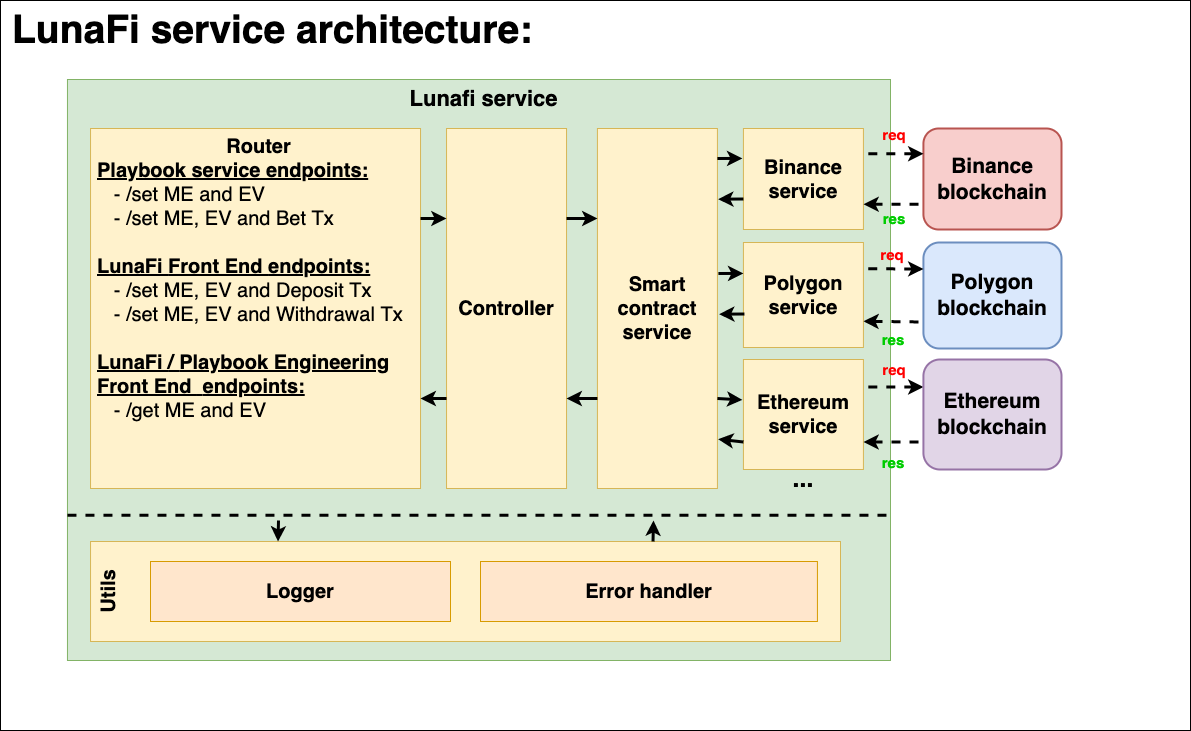 LunaFi service architecture:
Lunafi service
Router
Playbook service endpoints:
- /set ME and EV
- /set ME, EV and Bet Tx
LunaFi Front End endpoints:
- /set ME, EV and Deposit Tx
- /set ME, EV and Withdrawal Tx
LunaFi / Playbook Engineering
Front End  endpoints:
- /get ME and EV
Controller
Smart
contract
service
Binance
service
req
res
Binance
blockchain
Polygon
service
req
res
Polygon
blockchain
Ethereum
service
req
res
Ethereum
blockchain
...
Utils
Logger
Error handler